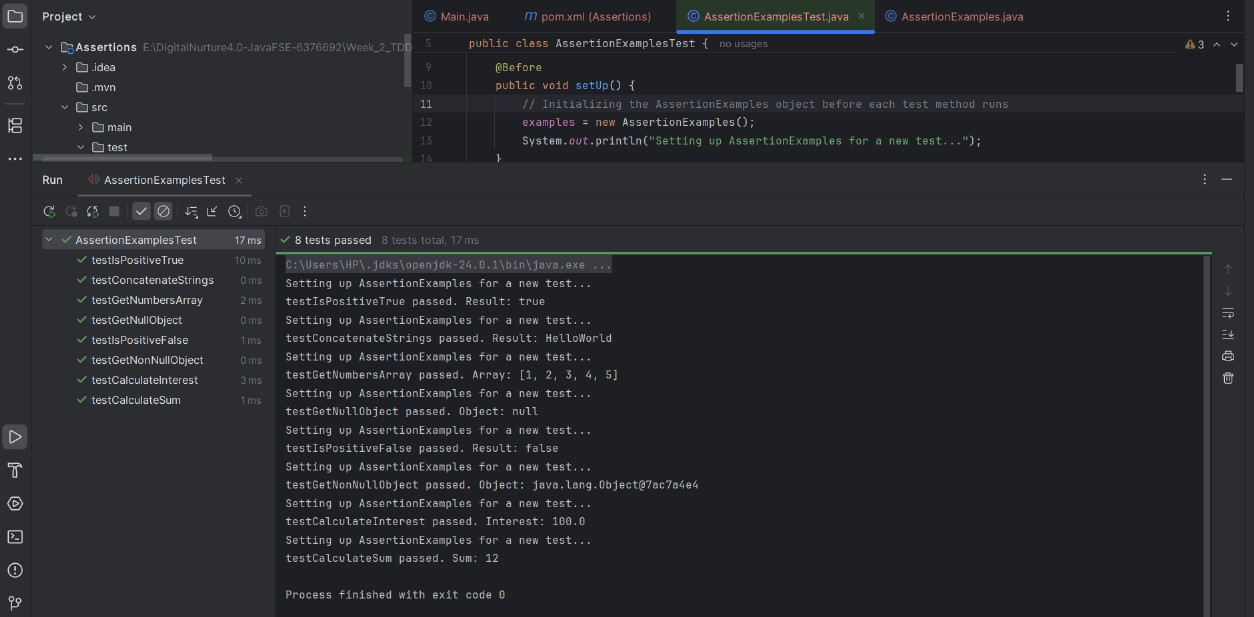 Project
Main.java
pom.xml (Assertions)
AssertionExamplesTest.java
AssertionExamples.java
Assertions E:\DIgitalNurture4.0-JavaFSE-6376692\Week_2_TDD
.idea
.mvn
src
main
test
5 public class AssertionExamplesTest { no usages
3
9 @Before
10 public void setUp() {
11 // Initializing the AssertionExamples object before each test method runs
12 examples = new AssertionExamples();
13 System.out.println("Setting up AssertionExamples for a new test...");
14 }
Run AssertionExamplesTest
AssertionExamplesTest 17 ms
testIsPositiveTrue 10 ms
testConcatenateStrings 0 ms
testGetNumbersArray 2 ms
testGetNullObject 0 ms
testIsPositiveFalse 1 ms
testGetNonNullObject 0 ms
testCalculateInterest 3 ms
testCalculateSum 1 ms
8 tests passed 8 tests total, 17 ms
C:\Users\HP\.jdks\openjdk-24.0.1\bin\java.exe ...
Setting up AssertionExamples for a new test...
testIsPositiveTrue passed. Result: true
Setting up AssertionExamples for a new test...
testConcatenateStrings passed. Result: HelloWorld
Setting up AssertionExamples for a new test...
testGetNumbersArray passed. Array: [1, 2, 3, 4, 5]
Setting up AssertionExamples for a new test...
testGetNullObject passed. Object: null
Setting up AssertionExamples for a new test...
testIsPositiveFalse passed. Result: false
Setting up AssertionExamples for a new test...
testGetNonNullObject passed. Object: java.lang.Object@7ac7a4e4
Setting up AssertionExamples for a new test...
testCalculateInterest passed. Interest: 100.0
Setting up AssertionExamples for a new test...
testCalculateSum passed. Sum: 12
Process finished with exit code 0